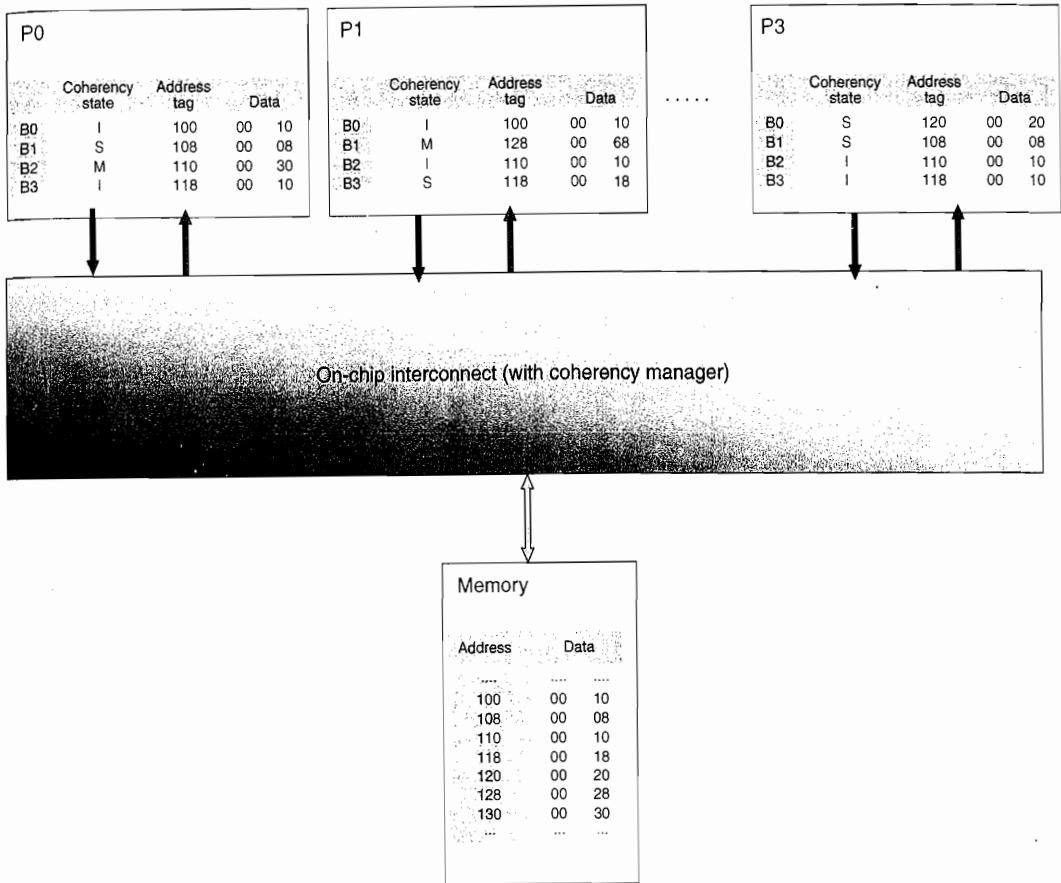 P0
Coherency state Address tag Data
B0 I 100 00 10
B1 S 108 00 08
B2 M 110 00 30
B3 I 118 00 10
P1
Coherency state Address tag Data
B0 I 100 00 10
B1 M 128 00 68
B2 I 110 00 10
B3 S 118 00 18
.....
P3
Coherency state Address tag Data
B0 S 120 00 20
B1 S 108 00 08
B2 I 110 00 10
B3 I 118 00 10
On-chip interconnect (with coherency manager)
Memory
Address Data
.... .... ....
100 00 10
108 00 08
110 00 10
118 00 18
120 00 20
128 00 28
130 00 30
... ... ...